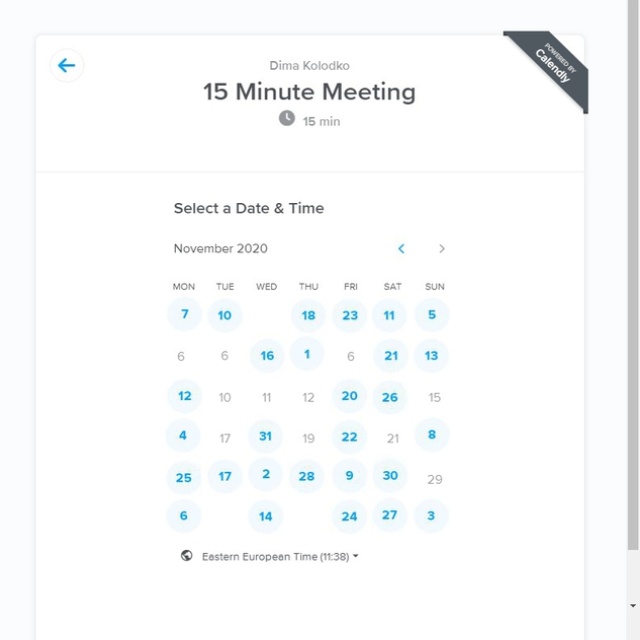 POWERED BY
Calendly
Dima Kolodko
15 Minute Meeting
15 min
Select a Date & Time
November 2020
MON TUE WED THU FRI SAT SUN
7 10 18 23 11 5
6 6 16 1 6 21 13
12 10 11 12 20 26 15
4 17 31 19 22 21 8
25 17 2 28 9 30 29
6 14 24 27 3
Eastern European Time (11:38)